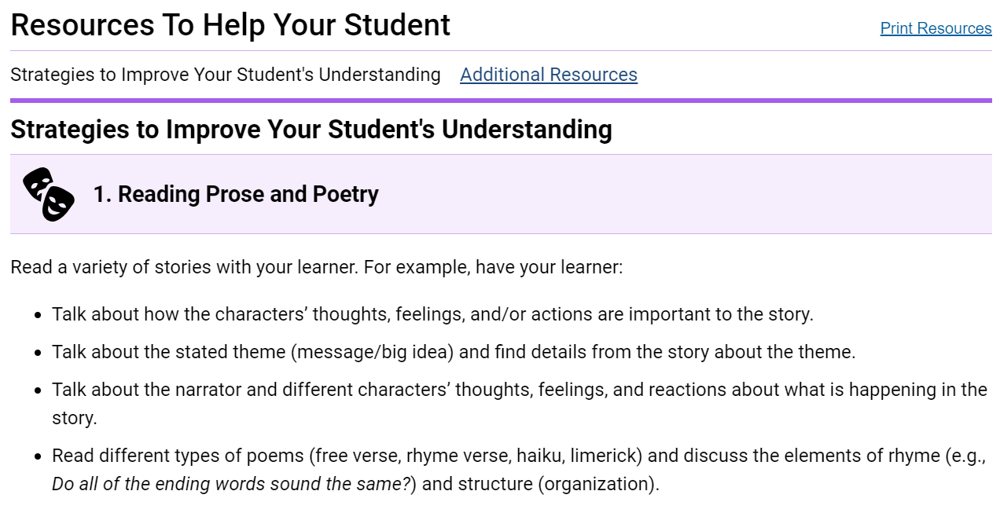 Resources To Help Your Student
Print Resources
Strategies to Improve Your Student's Understanding
Additional Resources
Strategies to Improve Your Student's Understanding
1. Reading Prose and Poetry
Read a variety of stories with your learner. For example, have your learner:
• Talk about how the characters’ thoughts, feelings, and/or actions are important to the story.
• Talk about the stated theme (message/big idea) and find details from the story about the theme.
• Talk about the narrator and different characters’ thoughts, feelings, and reactions about what is happening in the
story.
• Read different types of poems (free verse, rhyme verse, haiku, limerick) and discuss the elements of rhyme (e.g.,
Do all of the ending words sound the same?) and structure (organization).